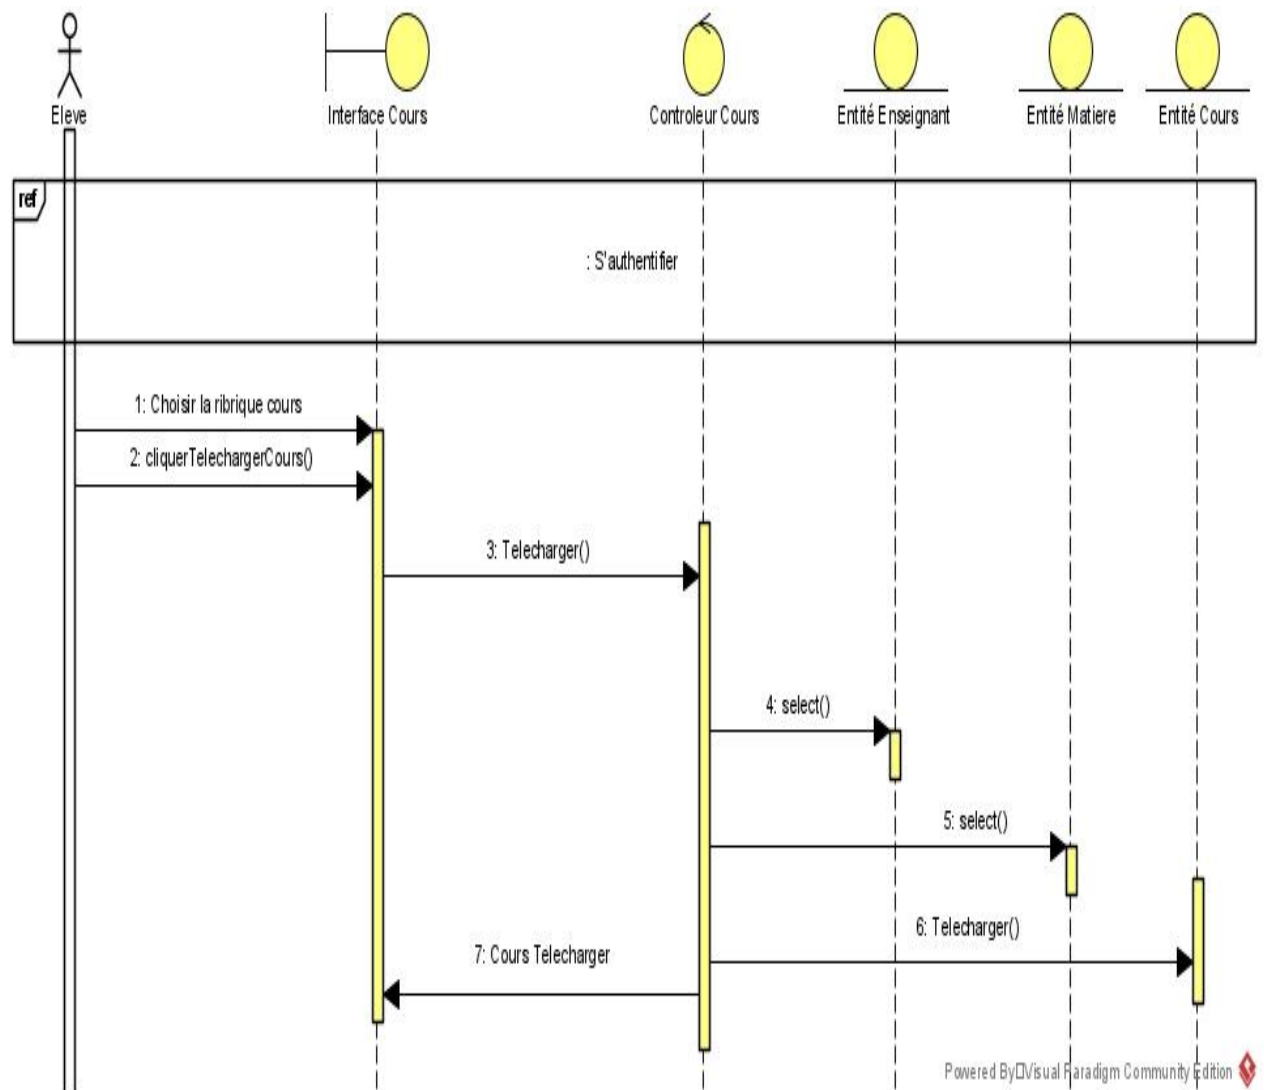 Eleve
Interface Cours
Controleur Cours
Entité Enseignant
Entité Matiere
Entité Cours
ref
: S'authentifier
1: Choisir la ribrique cours
2: cliquerTelechargerCours()
3: Telecharger()
4: select()
5: select()
6: Telecharger()
7: Cours Telecharger
Powered By□Visual Paradigm Community Edition